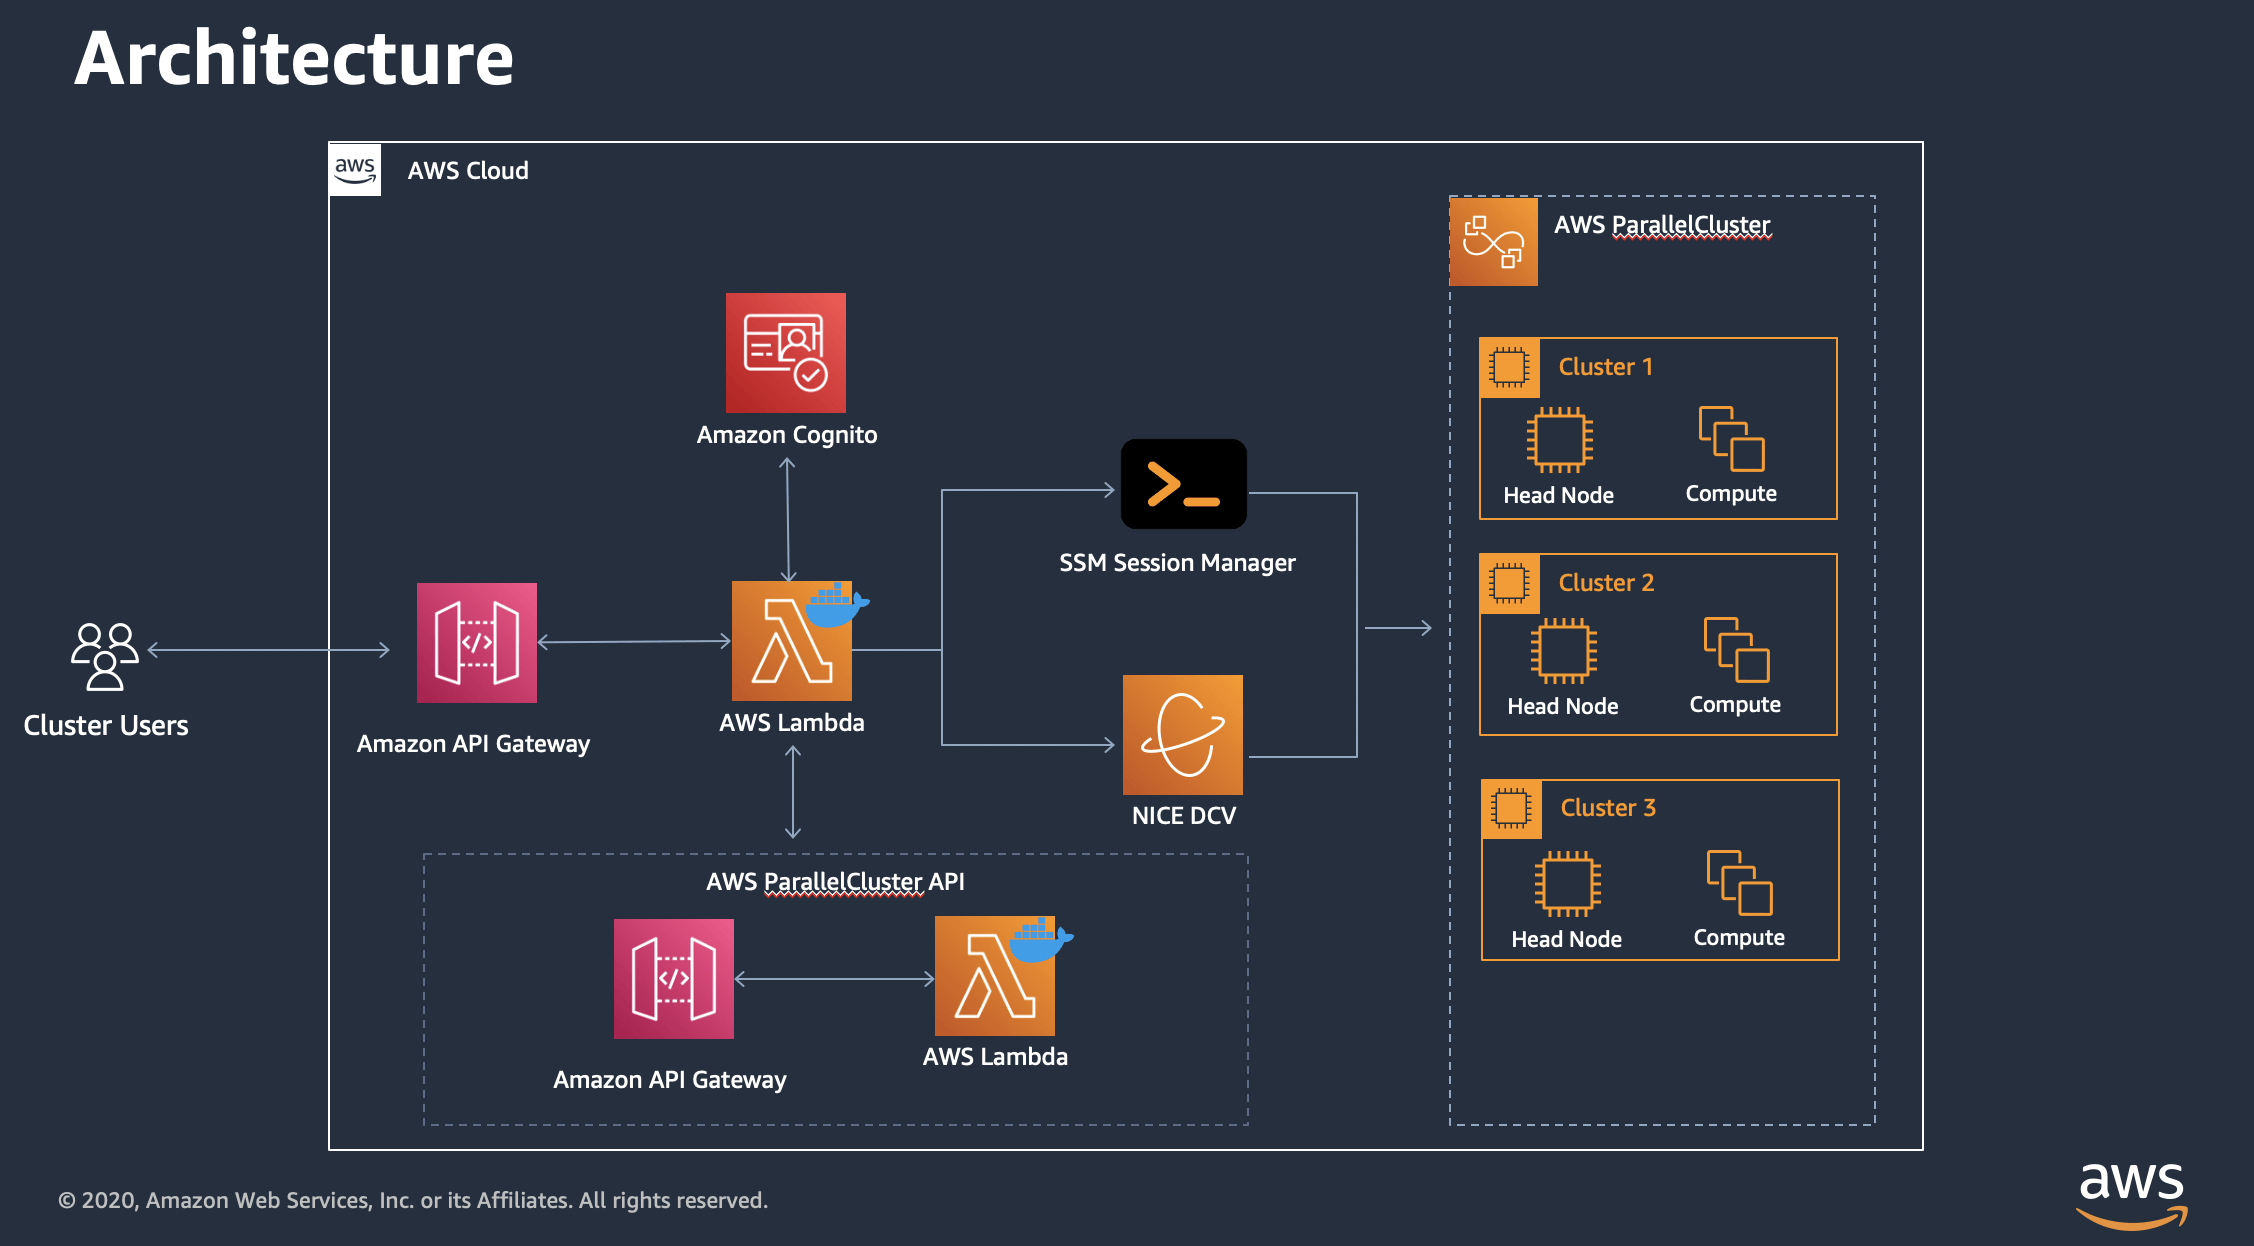 Architecture
aws
AWS Cloud
AWS ParallelCluster
Cluster 1
Head Node
Compute
Amazon Cognito
SSM Session Manager
Cluster 2
Head Node
Compute
</>
Cluster Users
Amazon API Gateway
AWS Lambda
NICE DCV
Cluster 3
Head Node
Compute
AWS ParallelCluster API
</>
Amazon API Gateway
AWS Lambda
© 2020, Amazon Web Services, Inc. or its Affiliates. All rights reserved.
aws